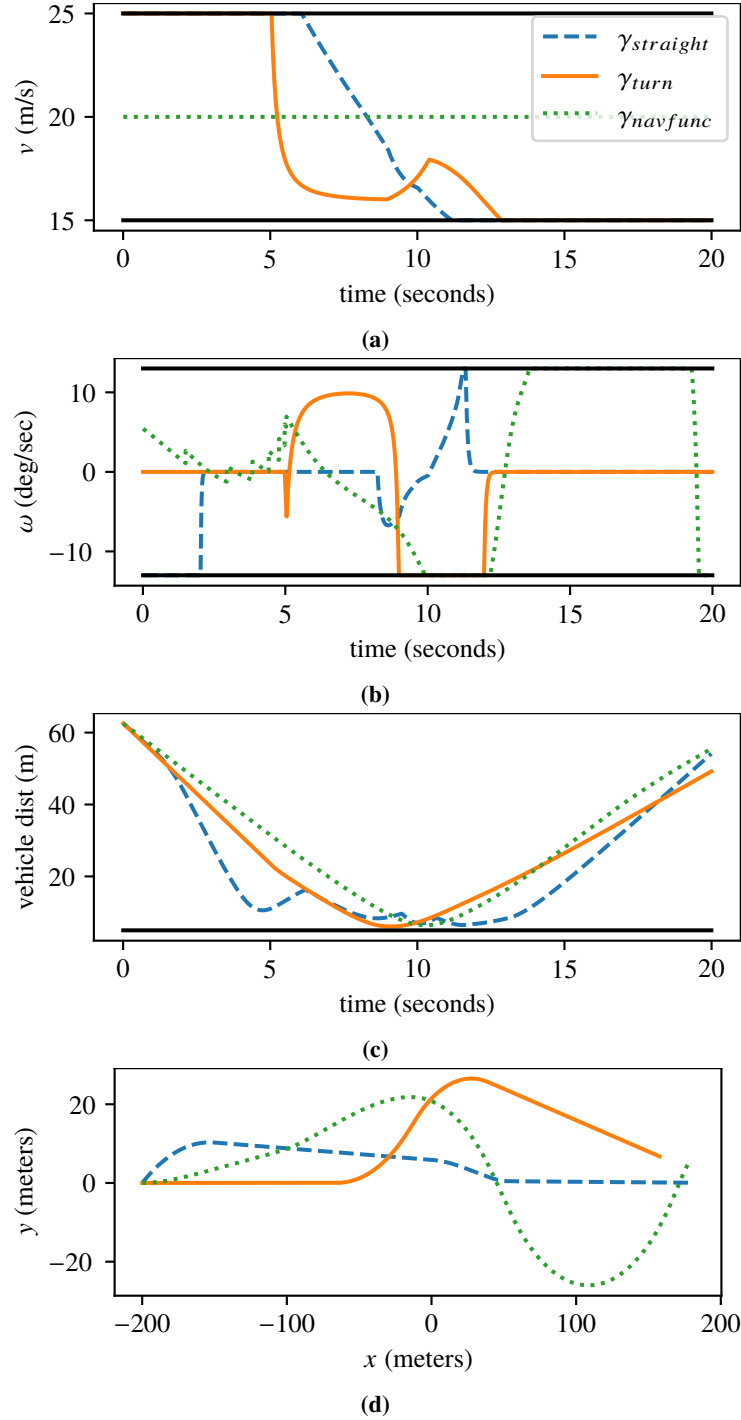 25
20
15
v (m/s)
γstraight
γturn
γnavfunc
0 5 10 15 20
time (seconds)
(a)
10
0
−10
ω (deg/sec)
0 5 10 15 20
time (seconds)
(b)
60
40
20
vehicle dist (m)
0 5 10 15 20
time (seconds)
(c)
20
0
−20
y (meters)
−200 −100 0 100 200
x (meters)
(d)